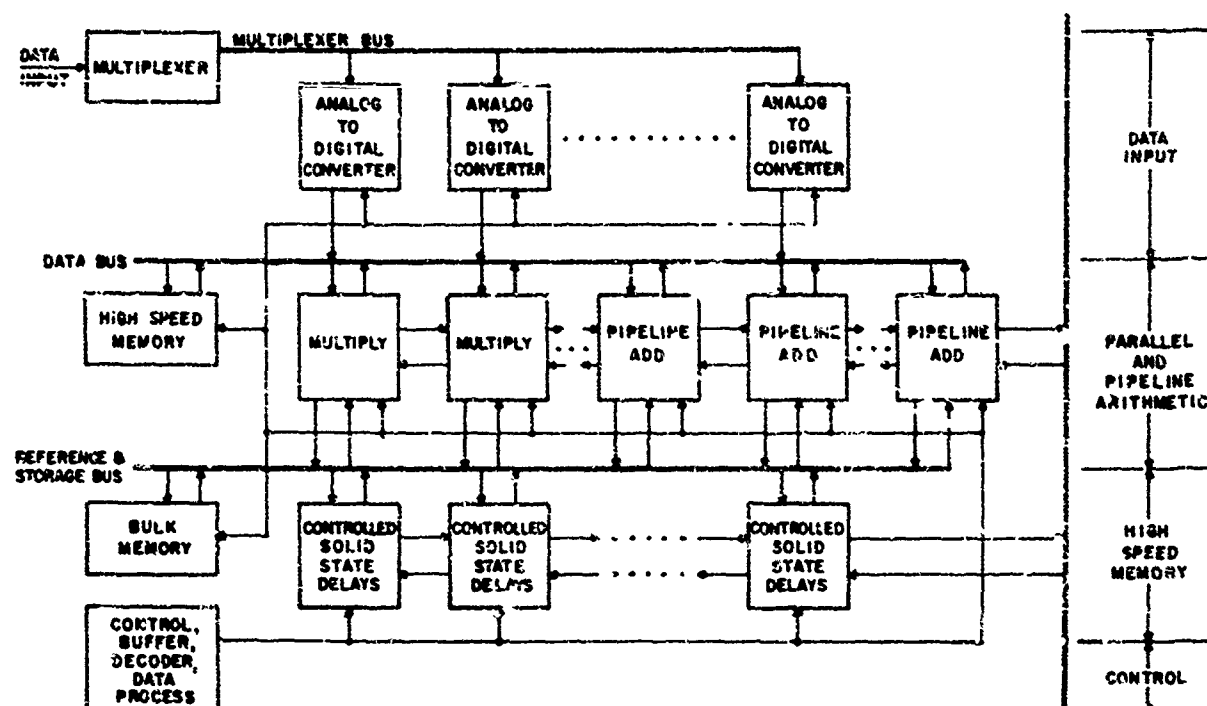 DATA
INPUT
MULTIPLEXER
MULTIPLEXER BUS
ANALOG
TO
DIGITAL
CONVERTER
ANALOG
TO
DIGITAL
CONVERTER
ANALOG
TO
DIGITAL
CONVERTER
DATA
INPUT
DATA BUS
HIGH SPEED
MEMORY
MULTIPLY
MULTIPLY
PIPELINE
ADD
PIPELINE
ADD
PIPELINE
ADD
PARALLEL
AND
PIPELINE
ARITHMETIC
REFERENCE &
STORAGE BUS
BULK
MEMORY
CONTROLLED
SOLID
STATE
DELAYS
CONTROLLED
SOLID
STATE
DELAYS
CONTROLLED
SOLID
STATE
DELAYS
HIGH
SPEED
MEMORY
CONTROL,
BUFFER,
DECODER,
DATA
PROCESS
CONTROL